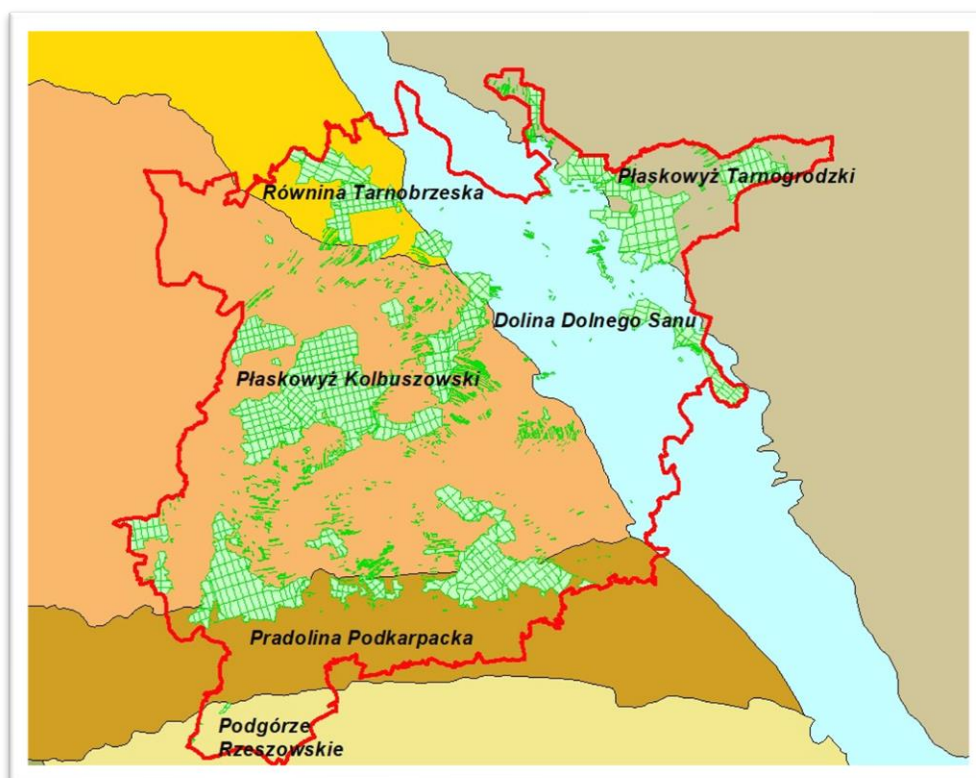 Równina Tarnobrzeska
Płaskowyż Tarnogrodzki
Dolina Dolnego Sanu
Płaskowyż Kolbuszowski
Pradolina Podkarpacka
Podgórze
Rzeszowskie